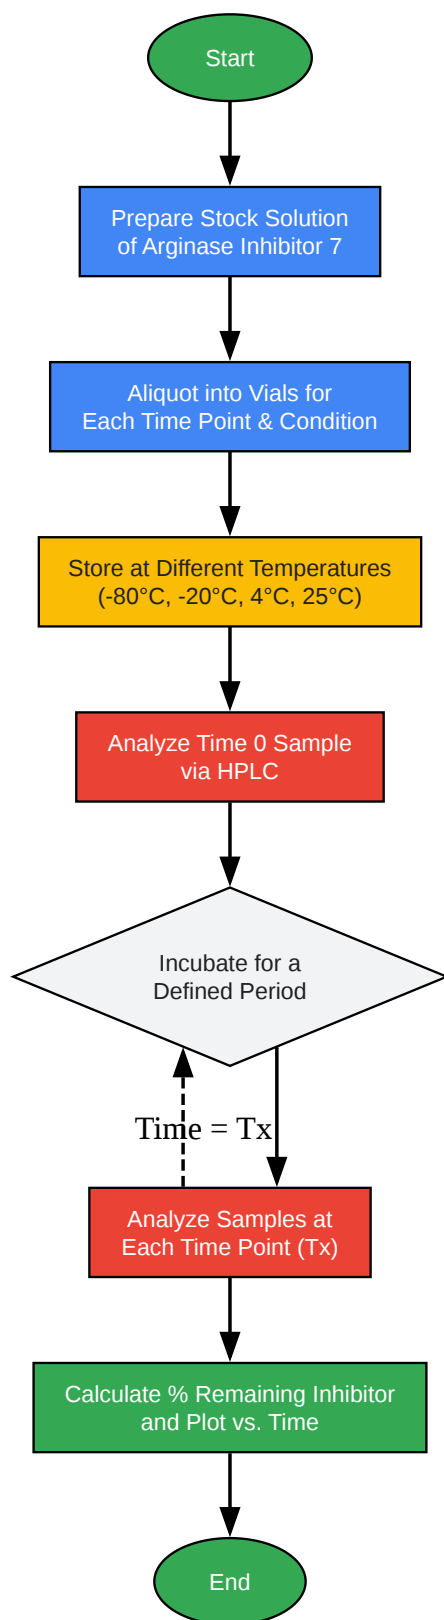 Start
Prepare Stock Solution
of Arginase Inhibitor 7
Aliquot into Vials for
Each Time Point & Condition
Store at Different Temperatures
(-80°C, -20°C, 4°C, 25°C)
Analyze Time 0 Sample
via HPLC
Incubate for a
Defined Period
Time = Tx
Analyze Samples at
Each Time Point (Tx)
Calculate % Remaining Inhibitor
and Plot vs. Time
End